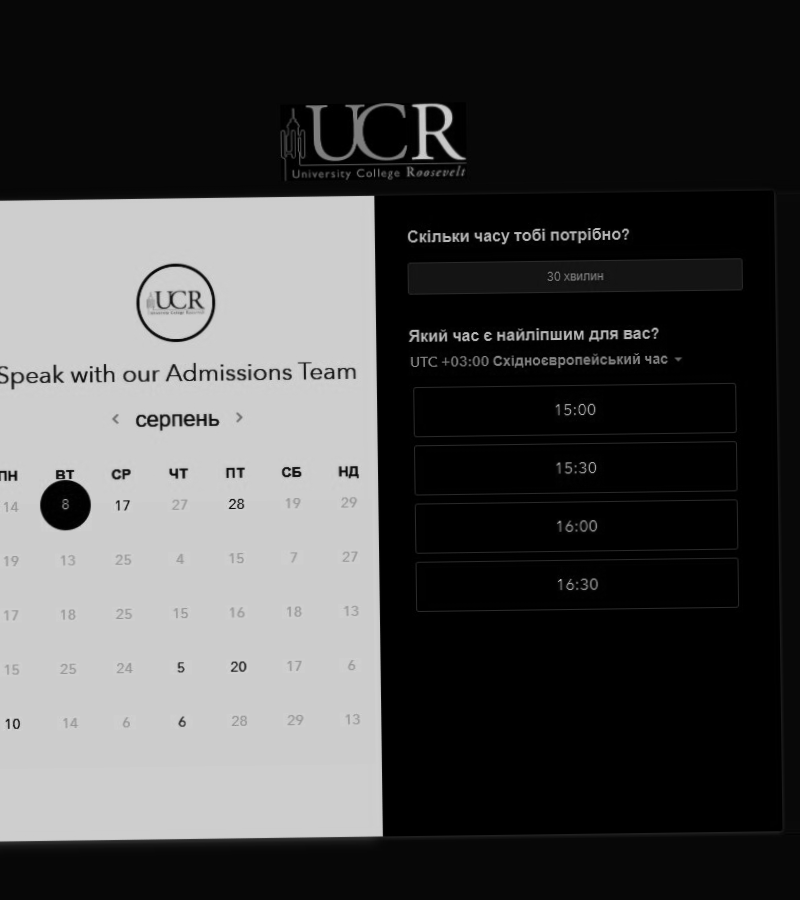 UCR
University College Roosevelt
UCR
University College Roosevelt
Speak with our Admissions Team
серпень
ПН ВТ СР ЧТ ПТ СБ НД
14 8 17 27 28 19 29
19 13 25 4 15 7 27
17 18 25 15 16 18 13
15 25 24 5 20 17 6
10 14 6 6 28 29 13
Скільки часу тобі потрібно?
30 хвилин
Який час є найліпшим для вас?
UTC +03:00 Східноєвропейський час
15:00
15:30
16:00
16:30